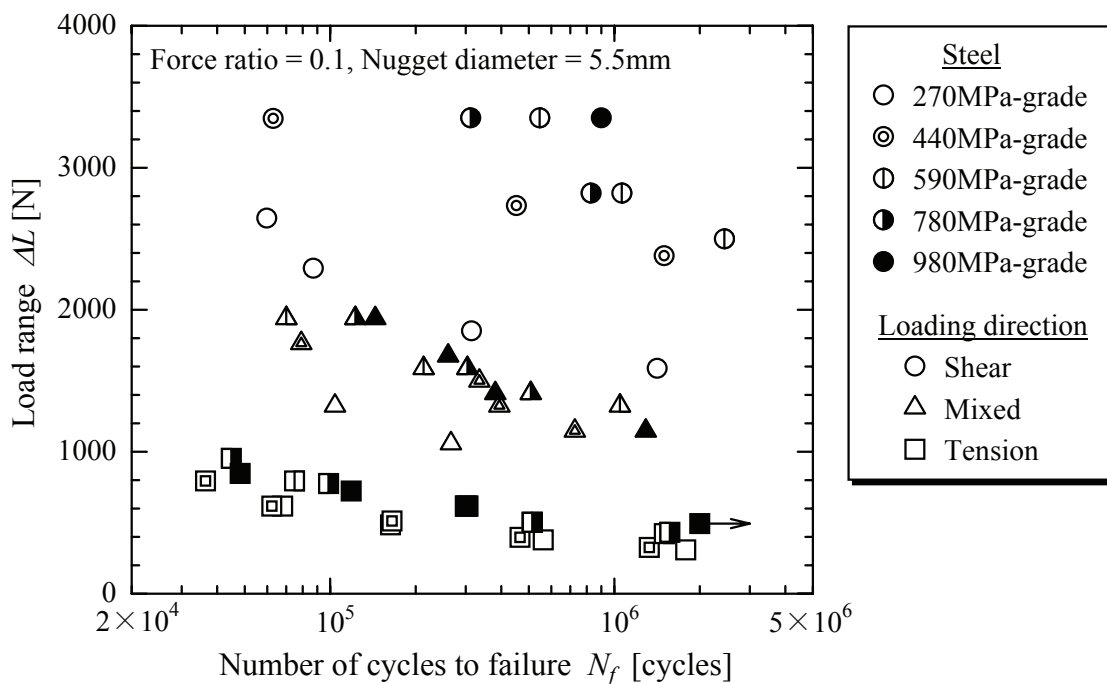 4000
3000
2000
1000
0
Load range ΔL [N]
Force ratio = 0.1, Nugget diameter = 5.5mm
2×10⁴
10⁵
10⁶
5×10⁶
Number of cycles to failure N_f [cycles]
Steel
270MPa-grade
440MPa-grade
590MPa-grade
780MPa-grade
980MPa-grade
Loading direction
Shear
Mixed
Tension